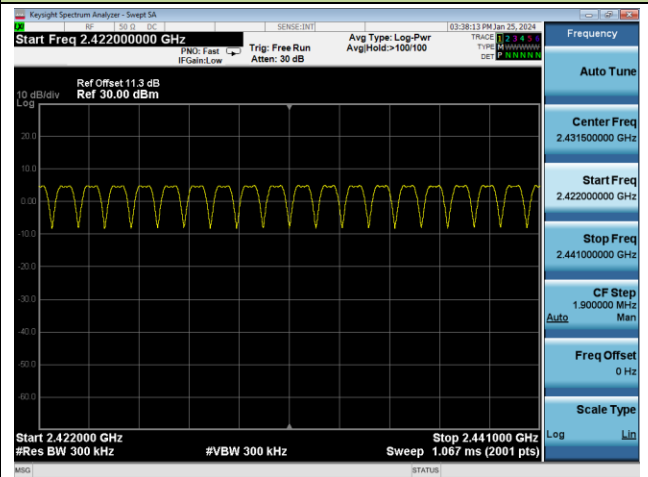 Keysight Spectrum Analyzer - Swept SA
RF 50 Ω DC SENSE:INT 03:38:13 PM Jan 25, 2024
Start Freq 2.422000000 GHz
PNO: Fast
IFGain:Low
Trig: Free Run
Atten: 30 dB
Avg Type: Log-Pwr
Avg|Hold:>100/100
TRACE 1 2 3 4 5 6
TYPE M WWWWW
DET P N N N N N
Ref Offset 11.3 dB
10 dB/div Ref 30.00 dBm
Log
20.0
10.0
0.00
-10.0
-20.0
-30.0
-40.0
-50.0
-60.0
Start 2.422000 GHz Stop 2.441000 GHz
#Res BW 300 kHz #VBW 300 kHz Sweep 1.067 ms (2001 pts)
MSG STATUS
Frequency
Auto Tune
Center Freq
2.431500000 GHz
Start Freq
2.422000000 GHz
Stop Freq
2.441000000 GHz
CF Step
1.900000 MHz
Auto Man
Freq Offset
0 Hz
Scale Type
Log Lin